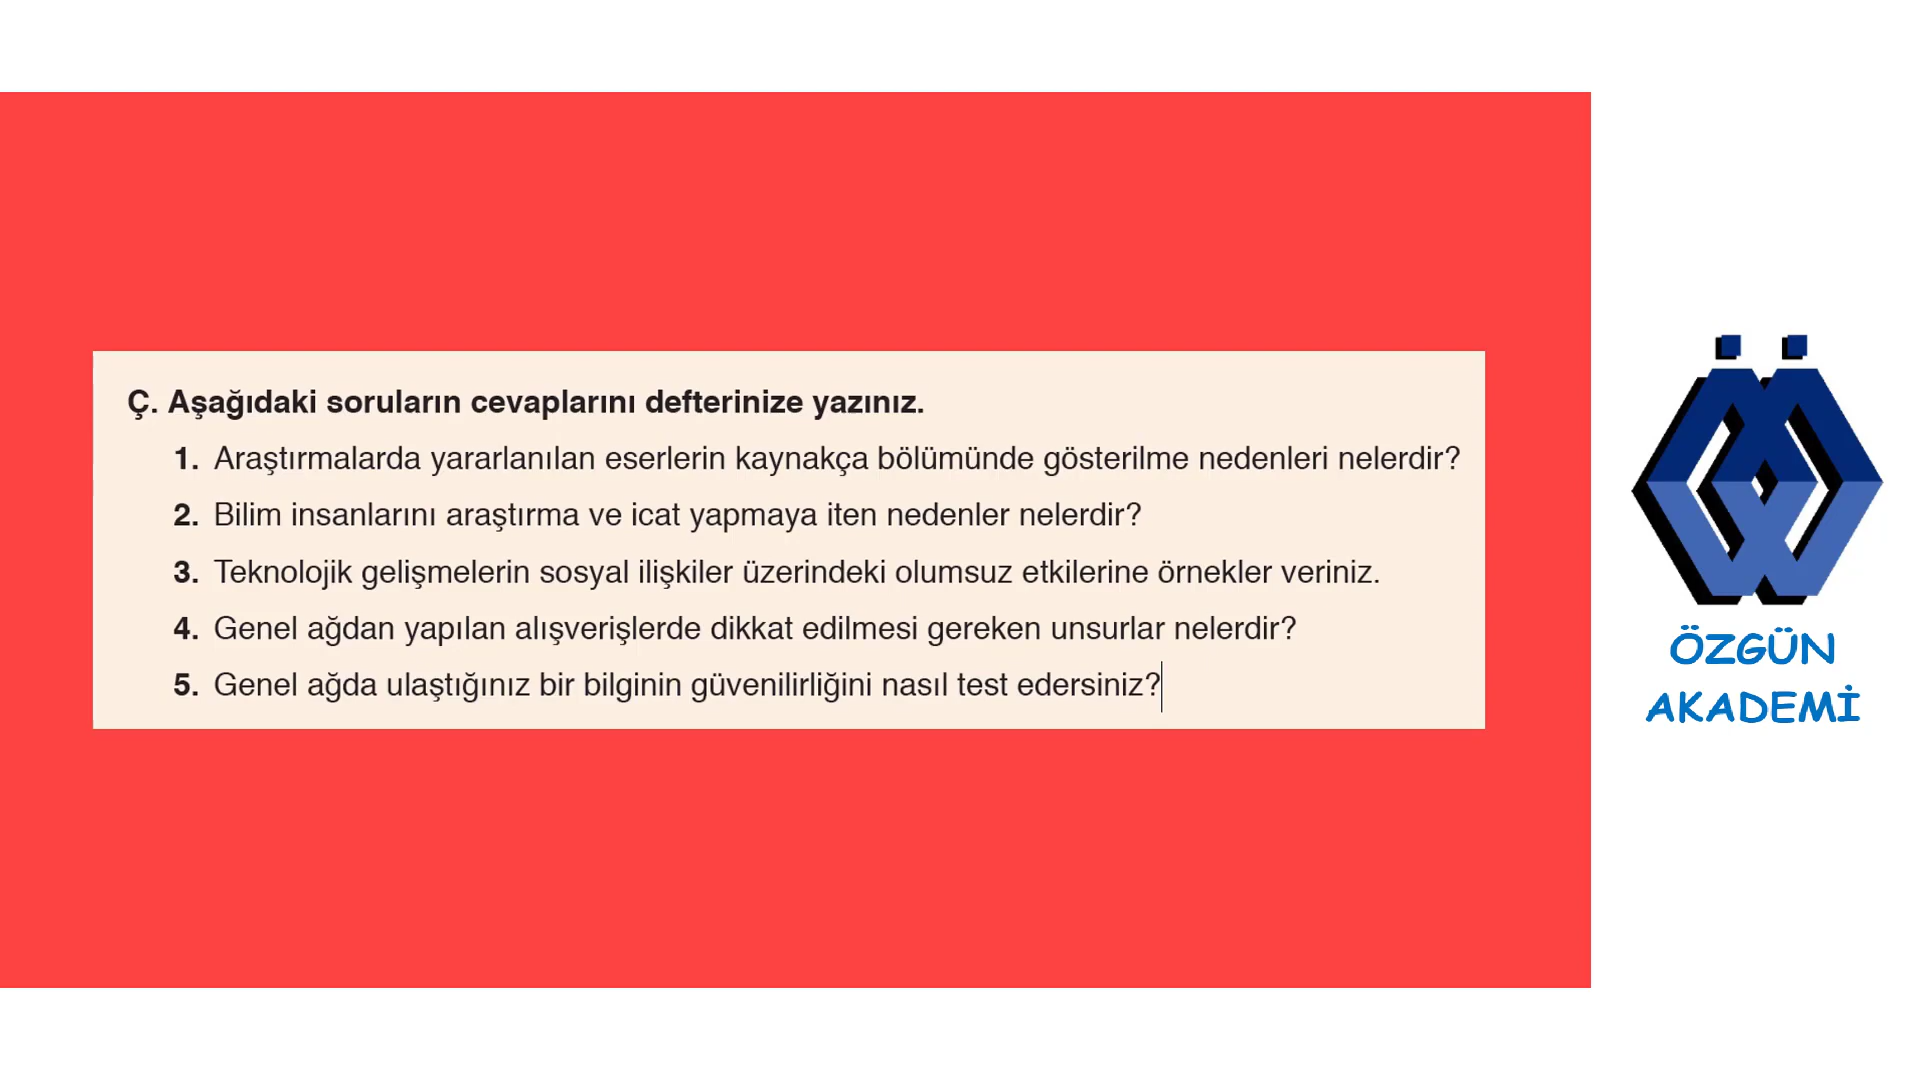 Ç. Aşağıdaki soruların cevaplarını defterinize yazınız.
1. Araştırmalarda yararlanılan eserlerin kaynakça bölümünde gösterilme nedenleri nelerdir?
2. Bilim insanlarını araştırma ve icat yapmaya iten nedenler nelerdir?
3. Teknolojik gelişmelerin sosyal ilişkiler üzerindeki olumsuz etkilerine örnekler veriniz.
4. Genel ağdan yapılan alışverişlerde dikkat edilmesi gereken unsurlar nelerdir?
5. Genel ağda ulaştığınız bir bilginin güvenilirliğini nasıl test edersiniz?
ÖZGÜN
AKADEMİ